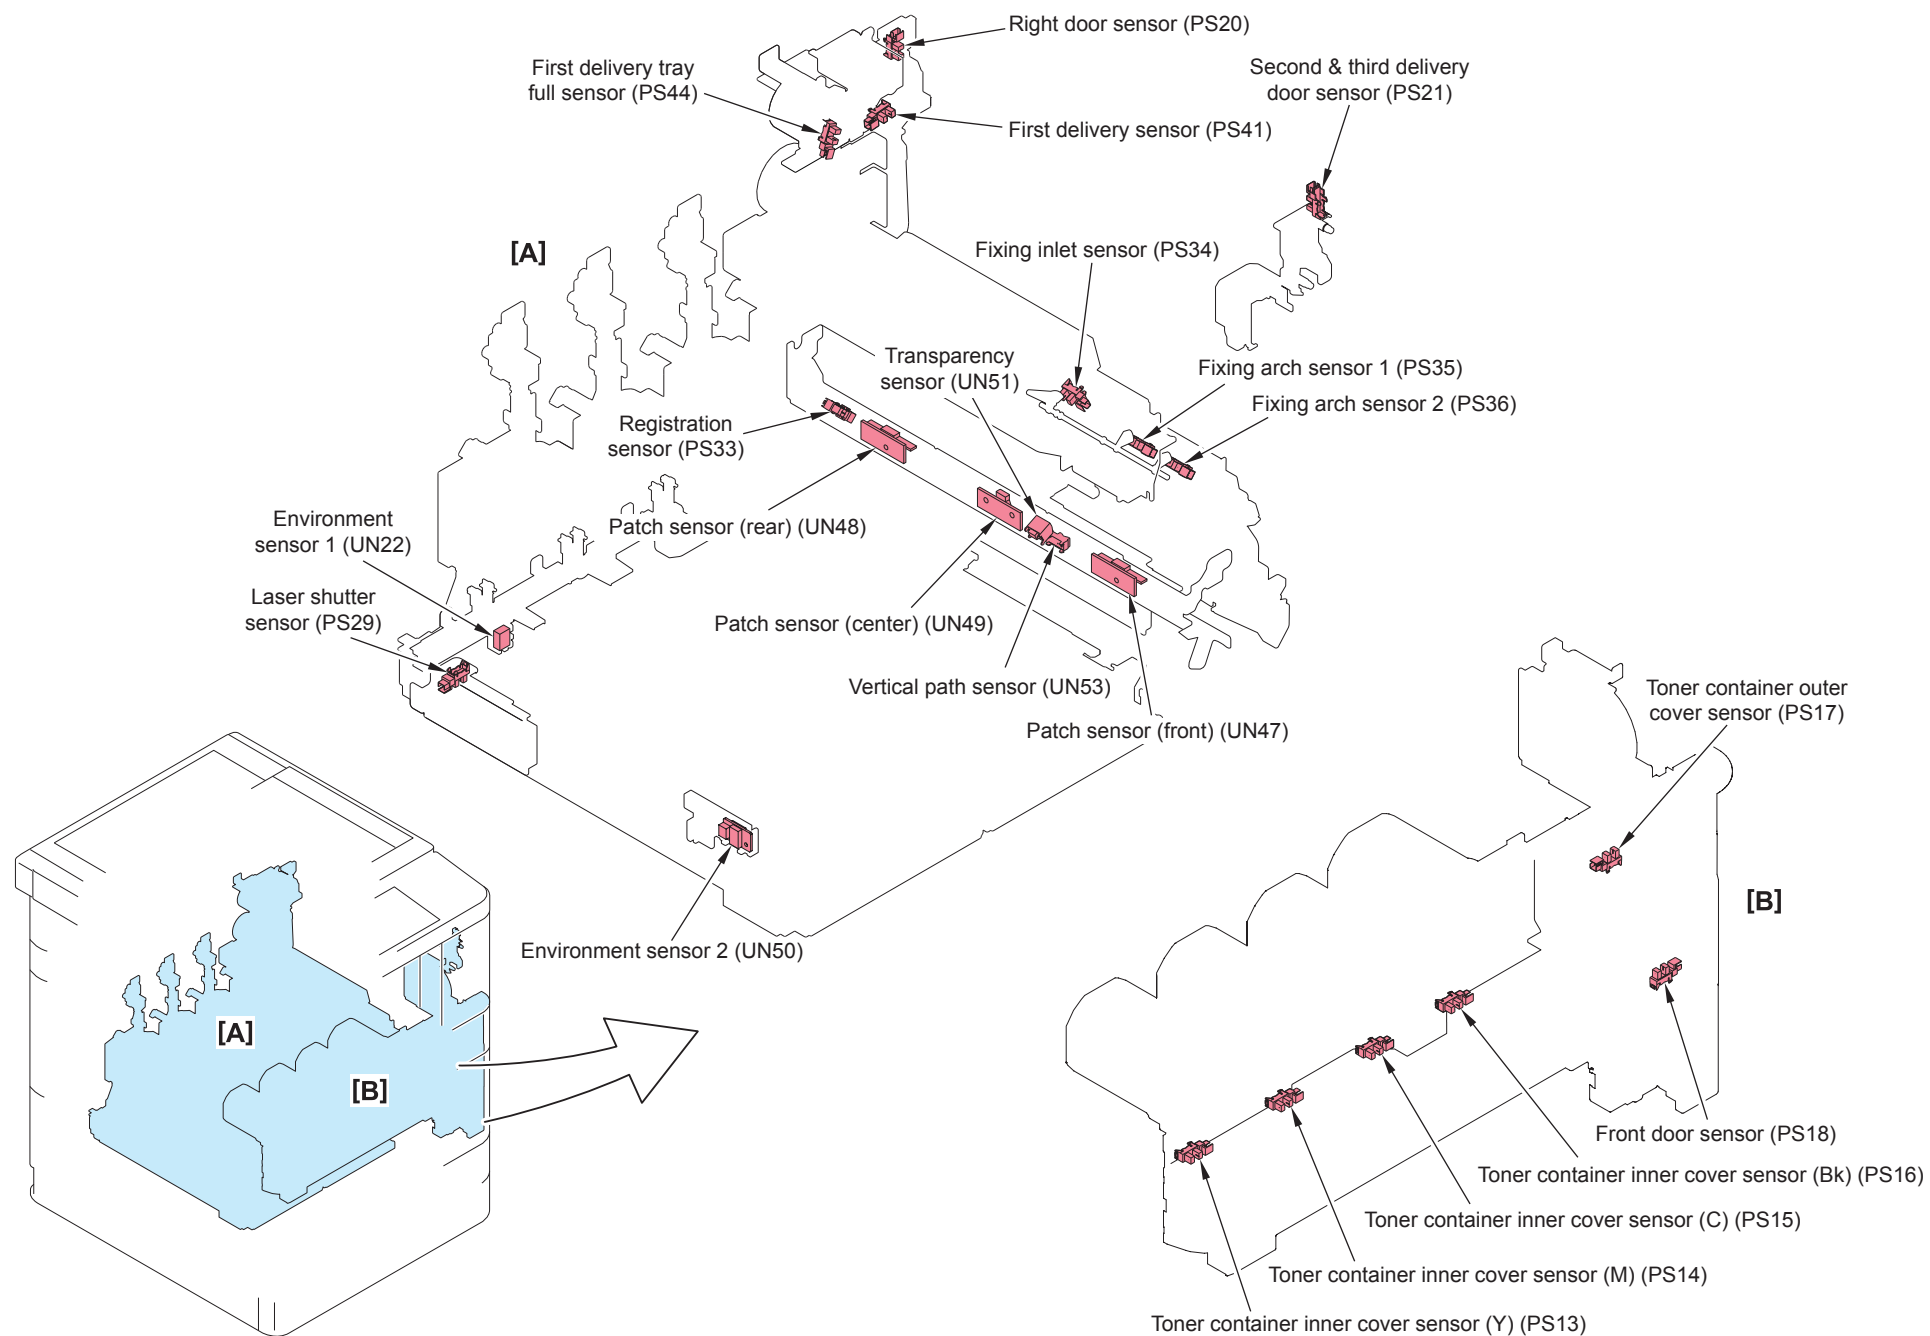 Right door sensor (PS20)
First delivery tray
full sensor (PS44)
Second & third delivery
door sensor (PS21)
First delivery sensor (PS41)
[A]
Fixing inlet sensor (PS34)
Transparency
sensor (UN51)
Fixing arch sensor 1 (PS35)
Fixing arch sensor 2 (PS36)
Registration
sensor (PS33)
Environment
sensor 1 (UN22)
Patch sensor (rear) (UN48)
Laser shutter
sensor (PS29)
Patch sensor (center) (UN49)
Vertical path sensor (UN53)
Patch sensor (front) (UN47)
Toner container outer
cover sensor (PS17)
[B]
Environment sensor 2 (UN50)
[A]
[B]
Front door sensor (PS18)
Toner container inner cover sensor (Bk) (PS16)
Toner container inner cover sensor (C) (PS15)
Toner container inner cover sensor (M) (PS14)
Toner container inner cover sensor (Y) (PS13)